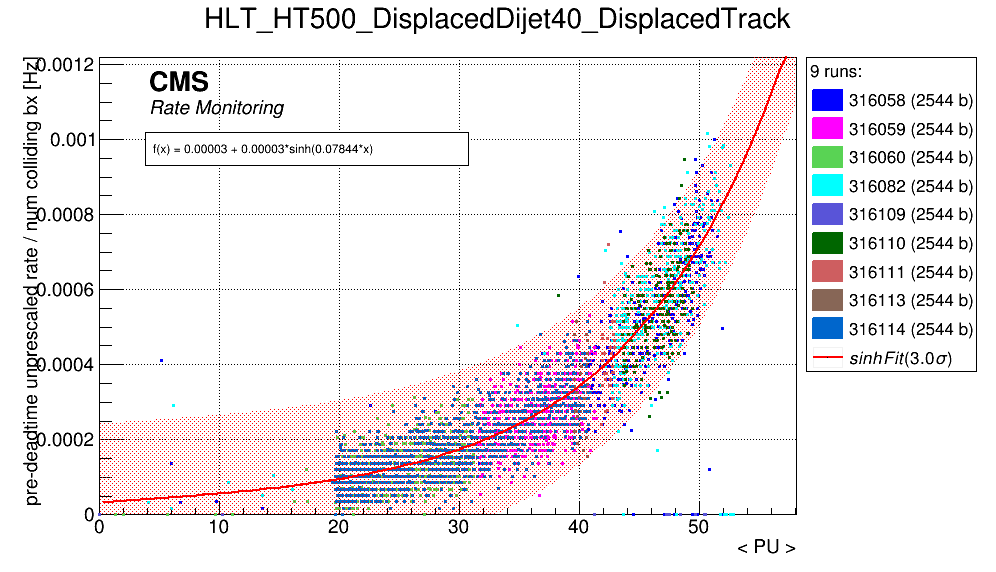 HLT_HT500_DisplacedDijet40_DisplacedTrack
pre-deadtime unprescaled rate / num colliding bx [Hz]
0.0012
0.001
0.0008
0.0006
0.0004
0.0002
0
CMS
Rate Monitoring
f(x) = 0.00003 + 0.00003*sinh(0.07844*x)
0 10 20 30 40 50
< PU >
9 runs:
316058 (2544 b)
316059 (2544 b)
316060 (2544 b)
316082 (2544 b)
316109 (2544 b)
316110 (2544 b)
316111 (2544 b)
316113 (2544 b)
316114 (2544 b)
sinhFit(3.0σ)